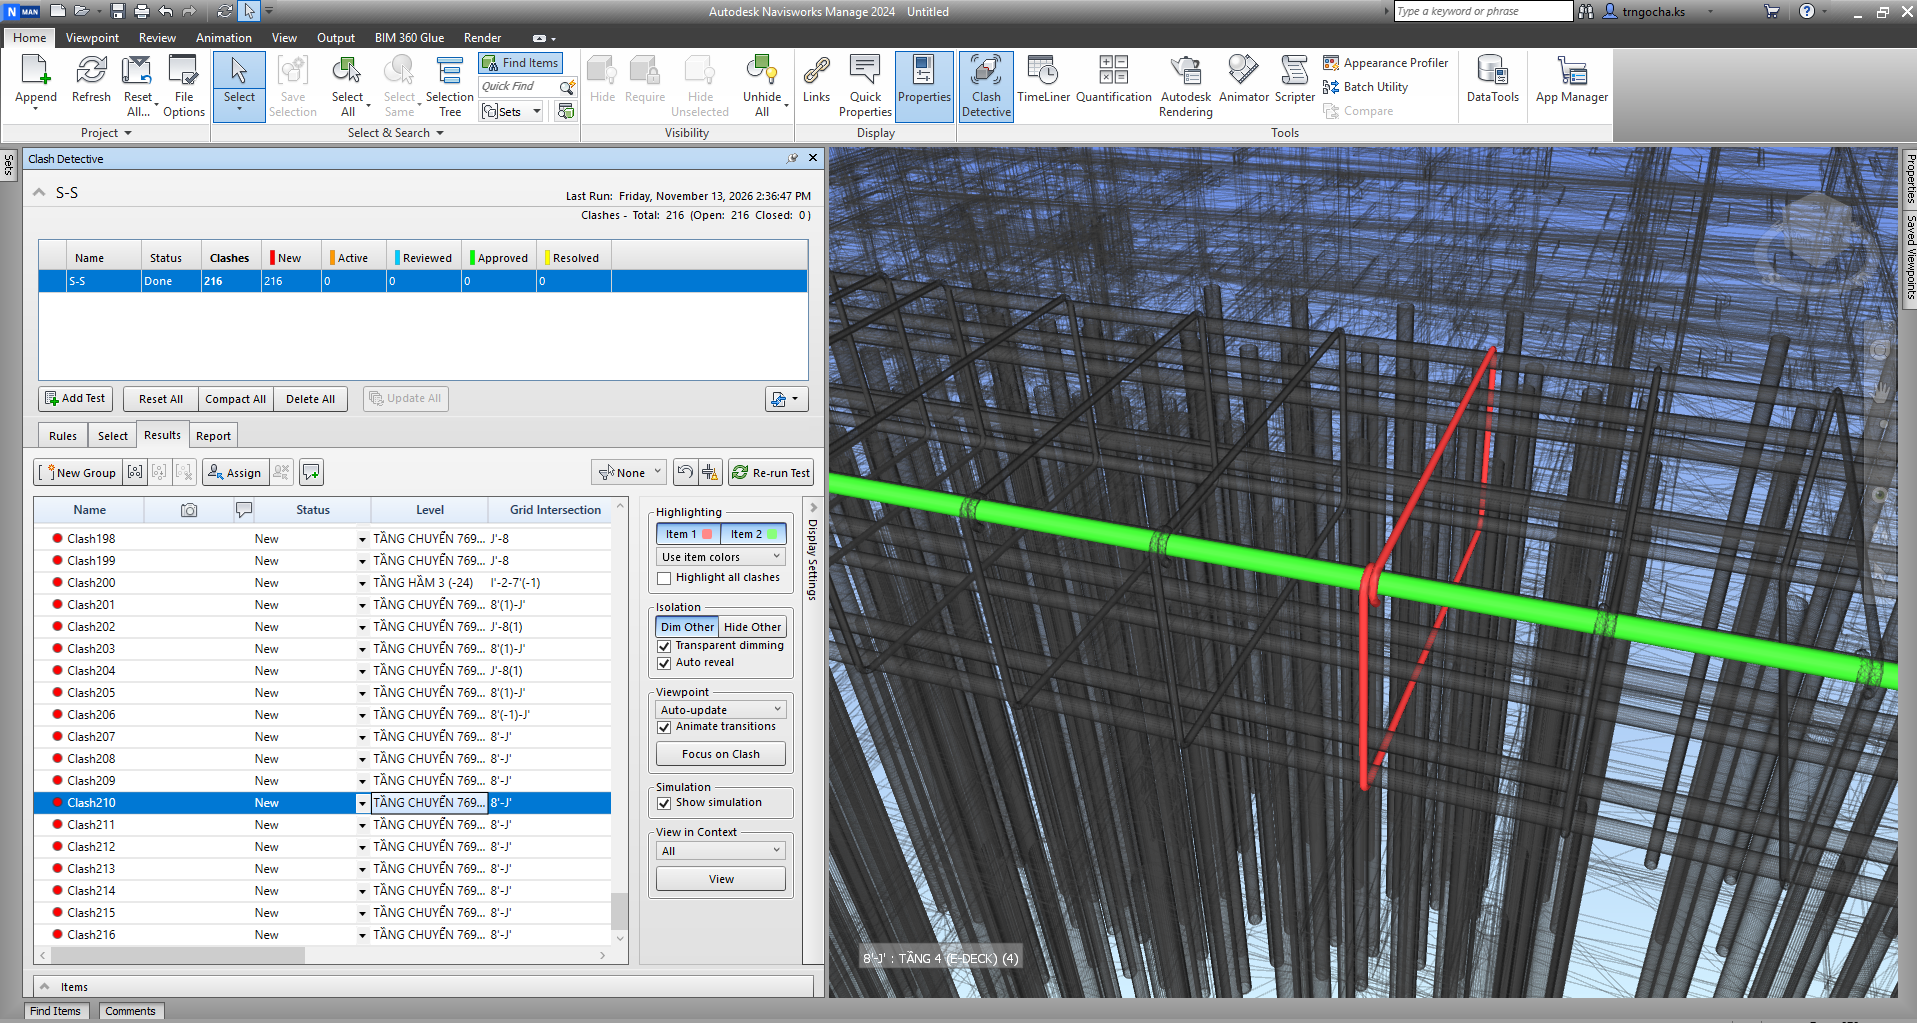 N MAN
Autodesk Navisworks Manage 2024 Untitled
Type a keyword or phrase
trngocha.ks
Home Viewpoint Review Animation View Output BIM 360 Glue Render
Append
Refresh
Reset All...
File Options
Select
Save Selection
Select All
Select Same
Selection Tree
Find Items
Quick Find
Sets
Hide
Require
Hide Unselected
Unhide All
Links
Quick Properties
Properties
Clash Detective
TimeLiner
Quantification
Autodesk Rendering
Animator
Scripter
Appearance Profiler
Batch Utility
Compare
DataTools
App Manager
Project
Select & Search
Visibility
Display
Tools
Sets
Clash Detective
S-S
Last Run: Friday, November 13, 2026 2:36:47 PM
Clashes - Total: 216 (Open: 216 Closed: 0 )
Name Status Clashes New Active Reviewed Approved Resolved
S-S Done 216 216 0 0 0 0
Add Test Reset All Compact All Delete All Update All
Rules Select Results Report
New Group Assign None Re-run Test
Name Status Level Grid Intersection
Clash198 New TẦNG CHUYỂN 769... J'-8
Clash199 New TẦNG CHUYỂN 769... J'-8
Clash200 New TẦNG HẦM 3 (-24) I'-2-7'(-1)
Clash201 New TẦNG CHUYỂN 769... 8'(1)-J'
Clash202 New TẦNG CHUYỂN 769... J'-8(1)
Clash203 New TẦNG CHUYỂN 769... 8'(1)-J'
Clash204 New TẦNG CHUYỂN 769... J'-8(1)
Clash205 New TẦNG CHUYỂN 769... 8'(1)-J'
Clash206 New TẦNG CHUYỂN 769... 8'(-1)-J'
Clash207 New TẦNG CHUYỂN 769... 8'-J'
Clash208 New TẦNG CHUYỂN 769... 8'-J'
Clash209 New TẦNG CHUYỂN 769... 8'-J'
Clash210 New TẦNG CHUYỂN 769... 8'-J'
Clash211 New TẦNG CHUYỂN 769... 8'-J'
Clash212 New TẦNG CHUYỂN 769... 8'-J'
Clash213 New TẦNG CHUYỂN 769... 8'-J'
Clash214 New TẦNG CHUYỂN 769... 8'-J'
Clash215 New TẦNG CHUYỂN 769... 8'-J'
Clash216 New TẦNG CHUYỂN 769... 8'-J'
Highlighting
Item 1 Item 2
Use item colors
Highlight all clashes
Isolation
Dim Other Hide Other
Transparent dimming
Auto reveal
Viewpoint
Auto-update
Animate transitions
Focus on Clash
Simulation
Show simulation
View in Context
All
View
Display Settings
Items
Find Items Comments
8'-J' : TẦNG 4 (E-DECK) (4)
Properties
Saved Viewpoints